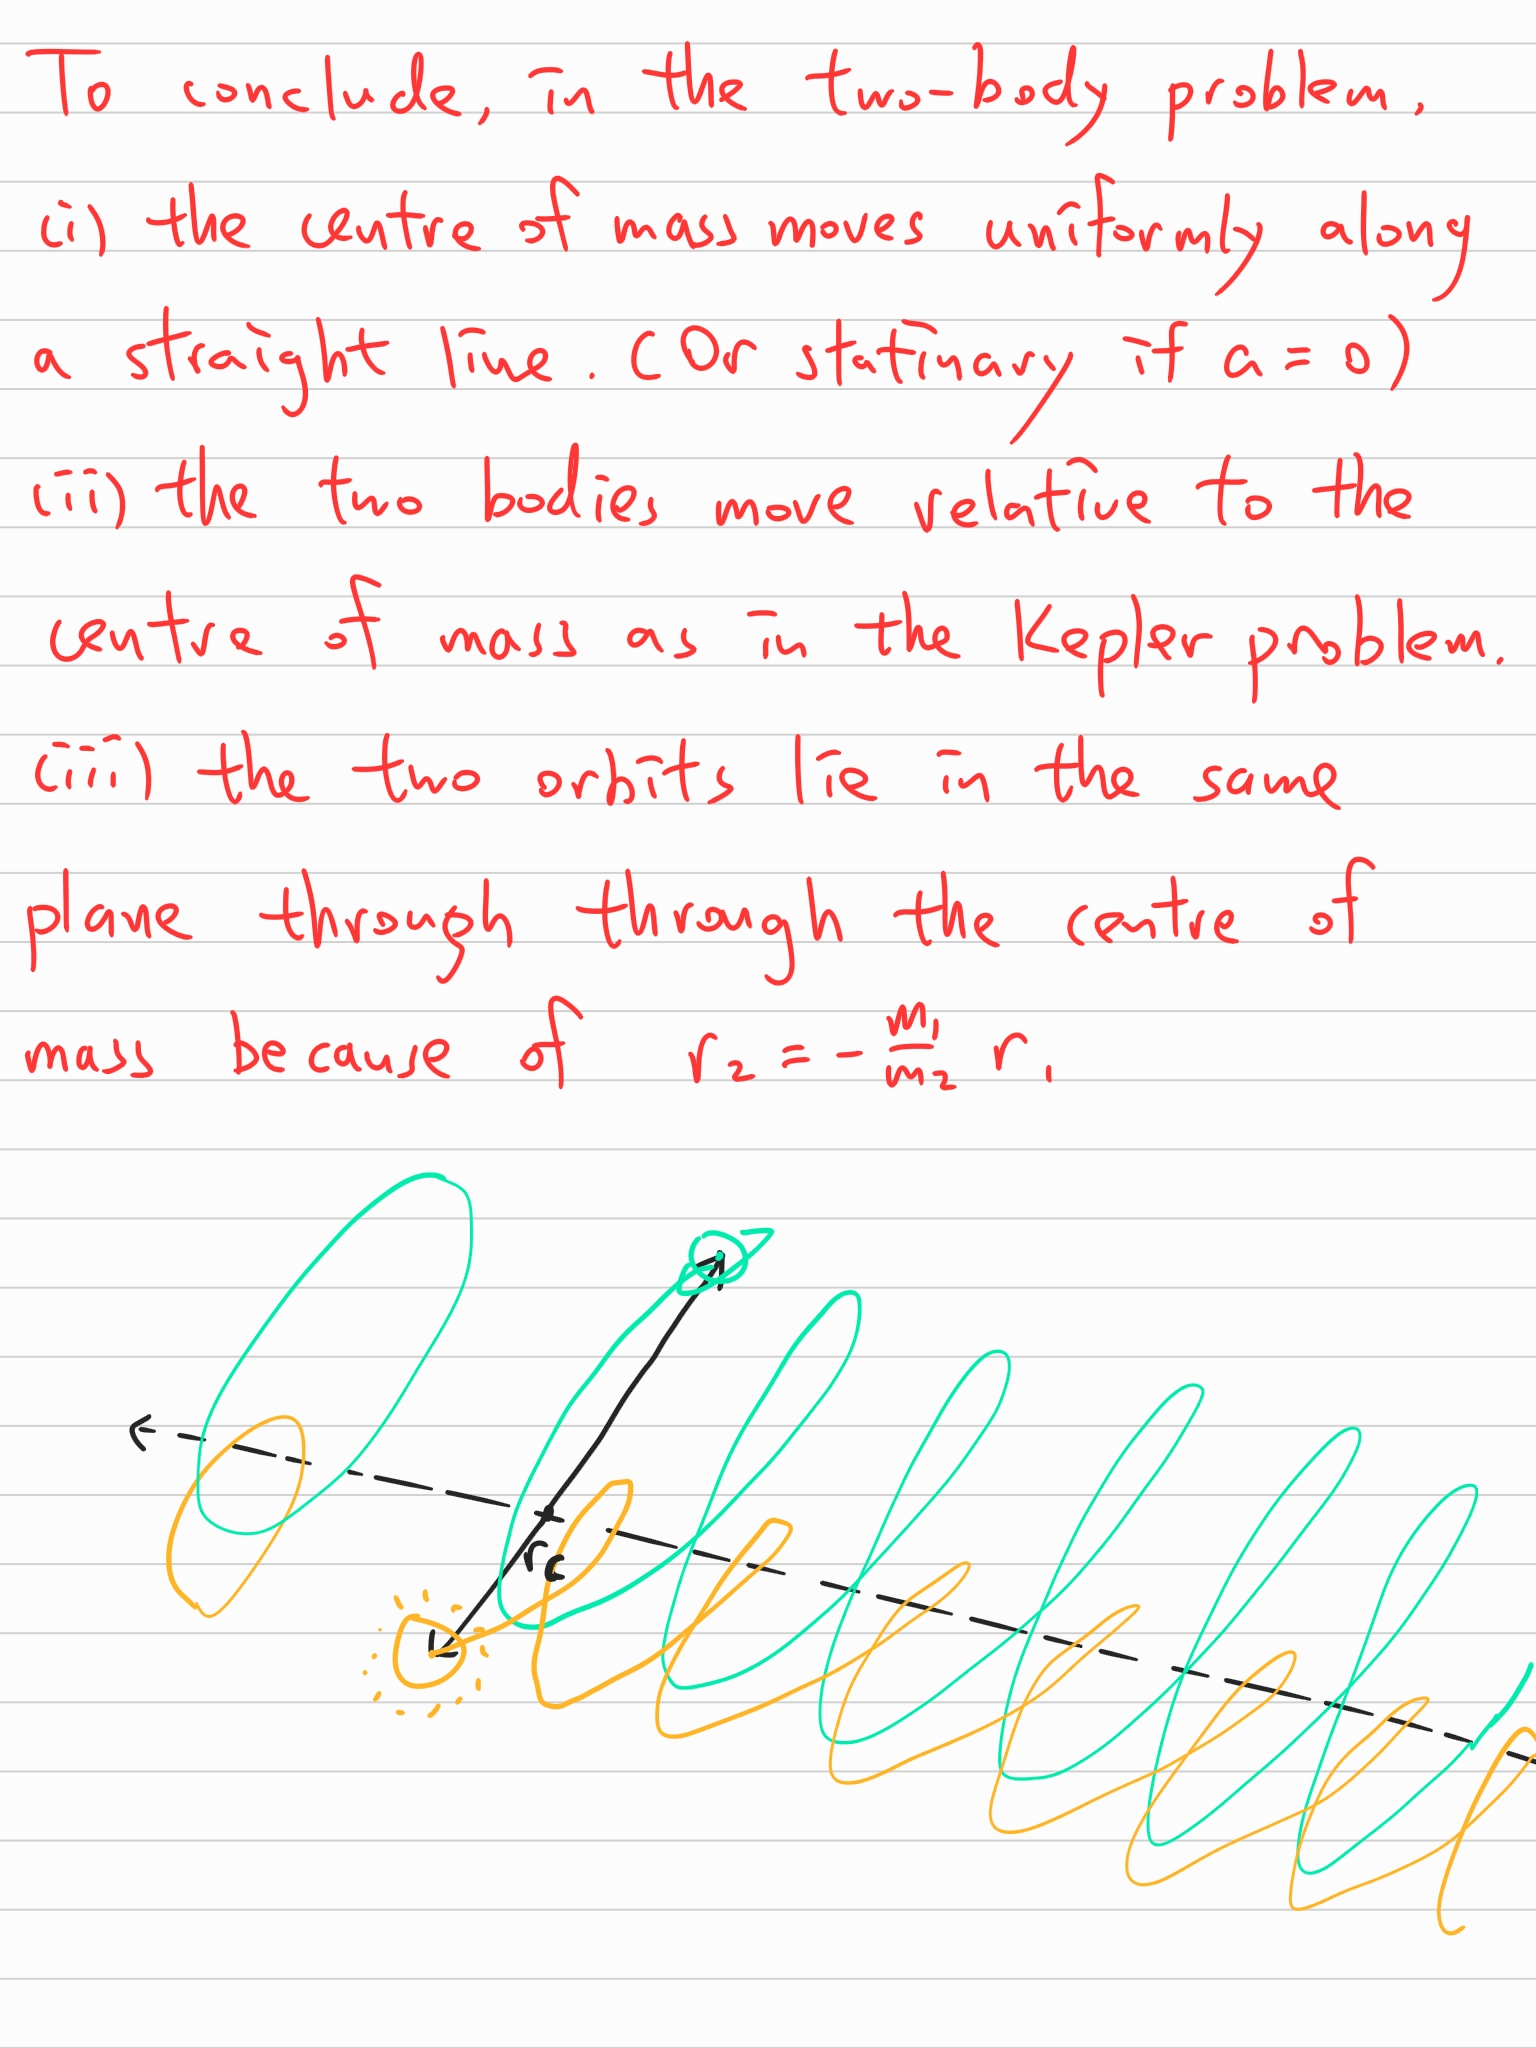 To conclude, in the two-body problem,
(i) the centre of mass moves uniformly along
a straight line. (Or statinary if a = 0)
(ii) the two bodies move relative to the
centre of mass as in the Kepler problem.
(iii) the two orbits lie in the same
plane through through the centre of
mass because of r₂ = - m₁/m₂ r₁
r_c